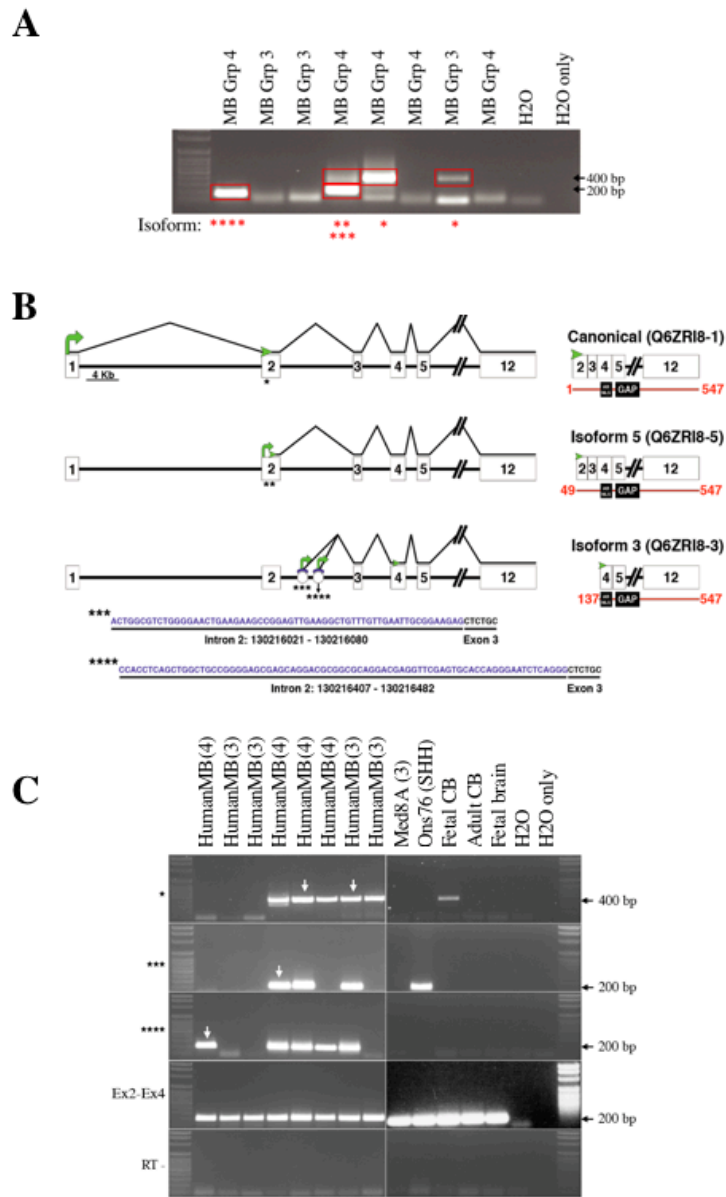 A
MB Grp 4
MB Grp 3
MB Grp 3
MB Grp 4
MB Grp 4
MB Grp 4
MB Grp 3
MB Grp 4
H2O
H2O only
400 bp
200 bp
Isoform: **** ** * *
***
B
1 2 3 4 5 12
4 Kb
*
Canonical (Q6ZRI8-1)
2 3 4 5 12
GAP
1 547
1 2 3 4 5 12
**
Isoform 5 (Q6ZRI8-5)
2 3 4 5 12
GAP
49 547
1 2 3 4 5 12
***
****
Isoform 3 (Q6ZRI8-3)
4 5 12
GAP
137 547
*** ACTGGCGTCTGGGGAACTGAAGAAGCCGGAGTTGAAGGCTGTTTGTTGAATTGCGGAAGAGCTCTGC
Intron 2: 130216021 - 130216080 Exon 3
**** CCACCTCAGCTGGCTGCCGGGGAGCGAGCAGGACGCGGCGCAGGACGAGGTTCGAGTGCACCAGGGAATCTCAGGGCTCTGC
Intron 2: 130216407 - 130216482 Exon 3
C
HumanMB(4)
HumanMB(3)
HumanMB(3)
HumanMB(4)
HumanMB(4)
HumanMB(4)
HumanMB(3)
HumanMB(3)
Med8A (3)
Ons76 (SHH)
Fetal CB
Adult CB
Fetal brain
H2O
H2O only
* 400 bp
*** 200 bp
**** 200 bp
Ex2-Ex4 200 bp
RT -